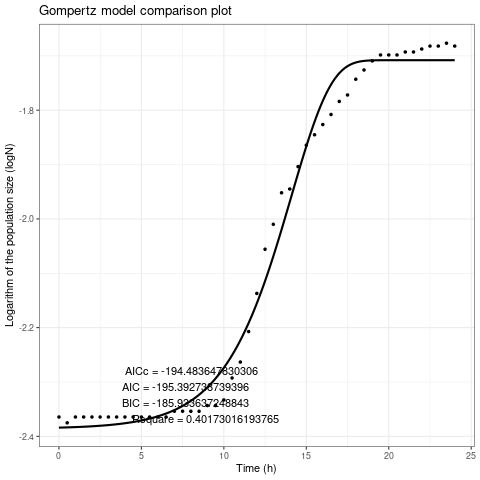 Gompertz model comparison plot
Logarithm of the population size (logN)
-1.8
-2.0
-2.2
-2.4
AICc = -194.483647830306
AIC = -195.392738739396
BIC = -185.933637248843
Rsquare = 0.40173016193765
0 5 10 15 20 25
Time (h)